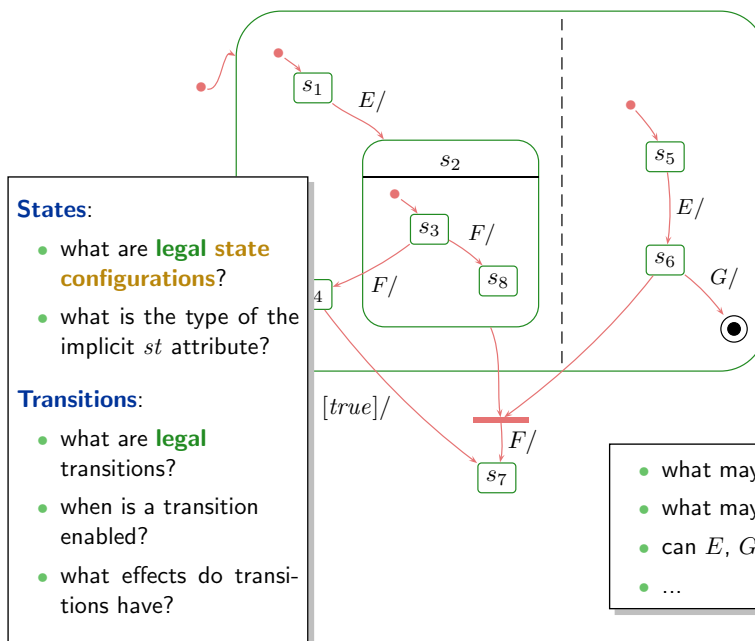 s1
E/
s2
s5
s3
F/
E/
F/
s8
s6
G/
4
States:
what are legal state
configurations?
what is the type of the
implicit st attribute?
Transitions:
what are legal
transitions?
when is a transition
enabled?
what effects do transi-
tions have?
[true]/
F/
s7
what may
what may
can E, G
...